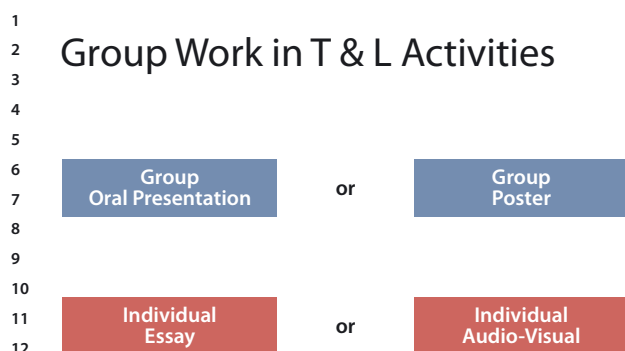 1
2
Group Work in T & L Activities
3
4
5
6
Group
Oral Presentation
or
Group
Poster
7
8
9
10
11
Individual
Essay
or
Individual
Audio-Visual
12